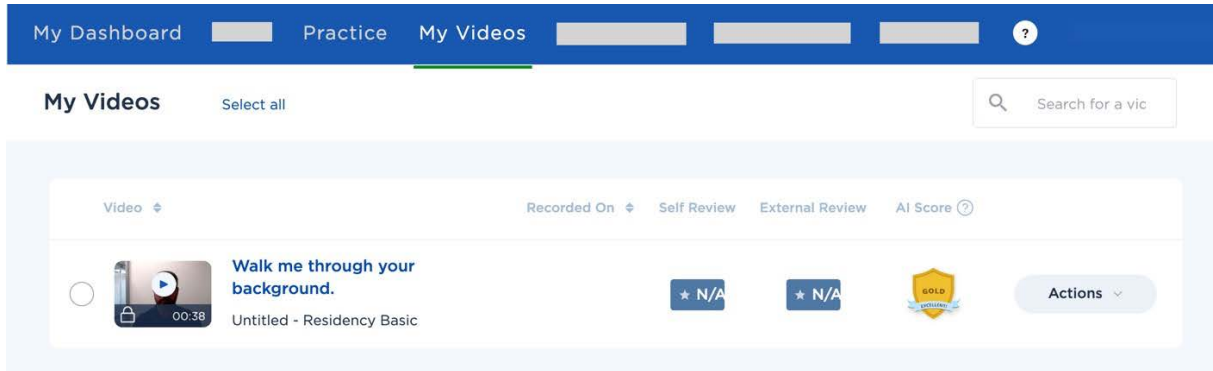 My Dashboard Practice My Videos ?
My Videos Select all Search for a vic
Video Recorded On Self Review External Review AI Score ?
Walk me through your
background.
Untitled - Residency Basic
00:38
★ N/A ★ N/A
GOLD
EXCELLENT!
Actions